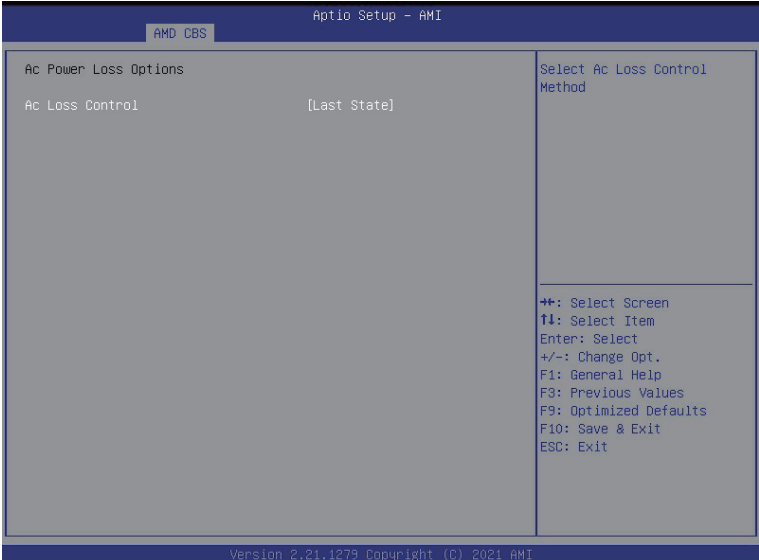 Aptio Setup – AMI
AMD CBS
Ac Power Loss Options
Ac Loss Control [Last State]
Select Ac Loss Control
Method
→←: Select Screen
↑↓: Select Item
Enter: Select
+/-: Change Opt.
F1: General Help
F3: Previous Values
F9: Optimized Defaults
F10: Save & Exit
ESC: Exit
Version 2.21.1279 Copyright (C) 2021 AMI